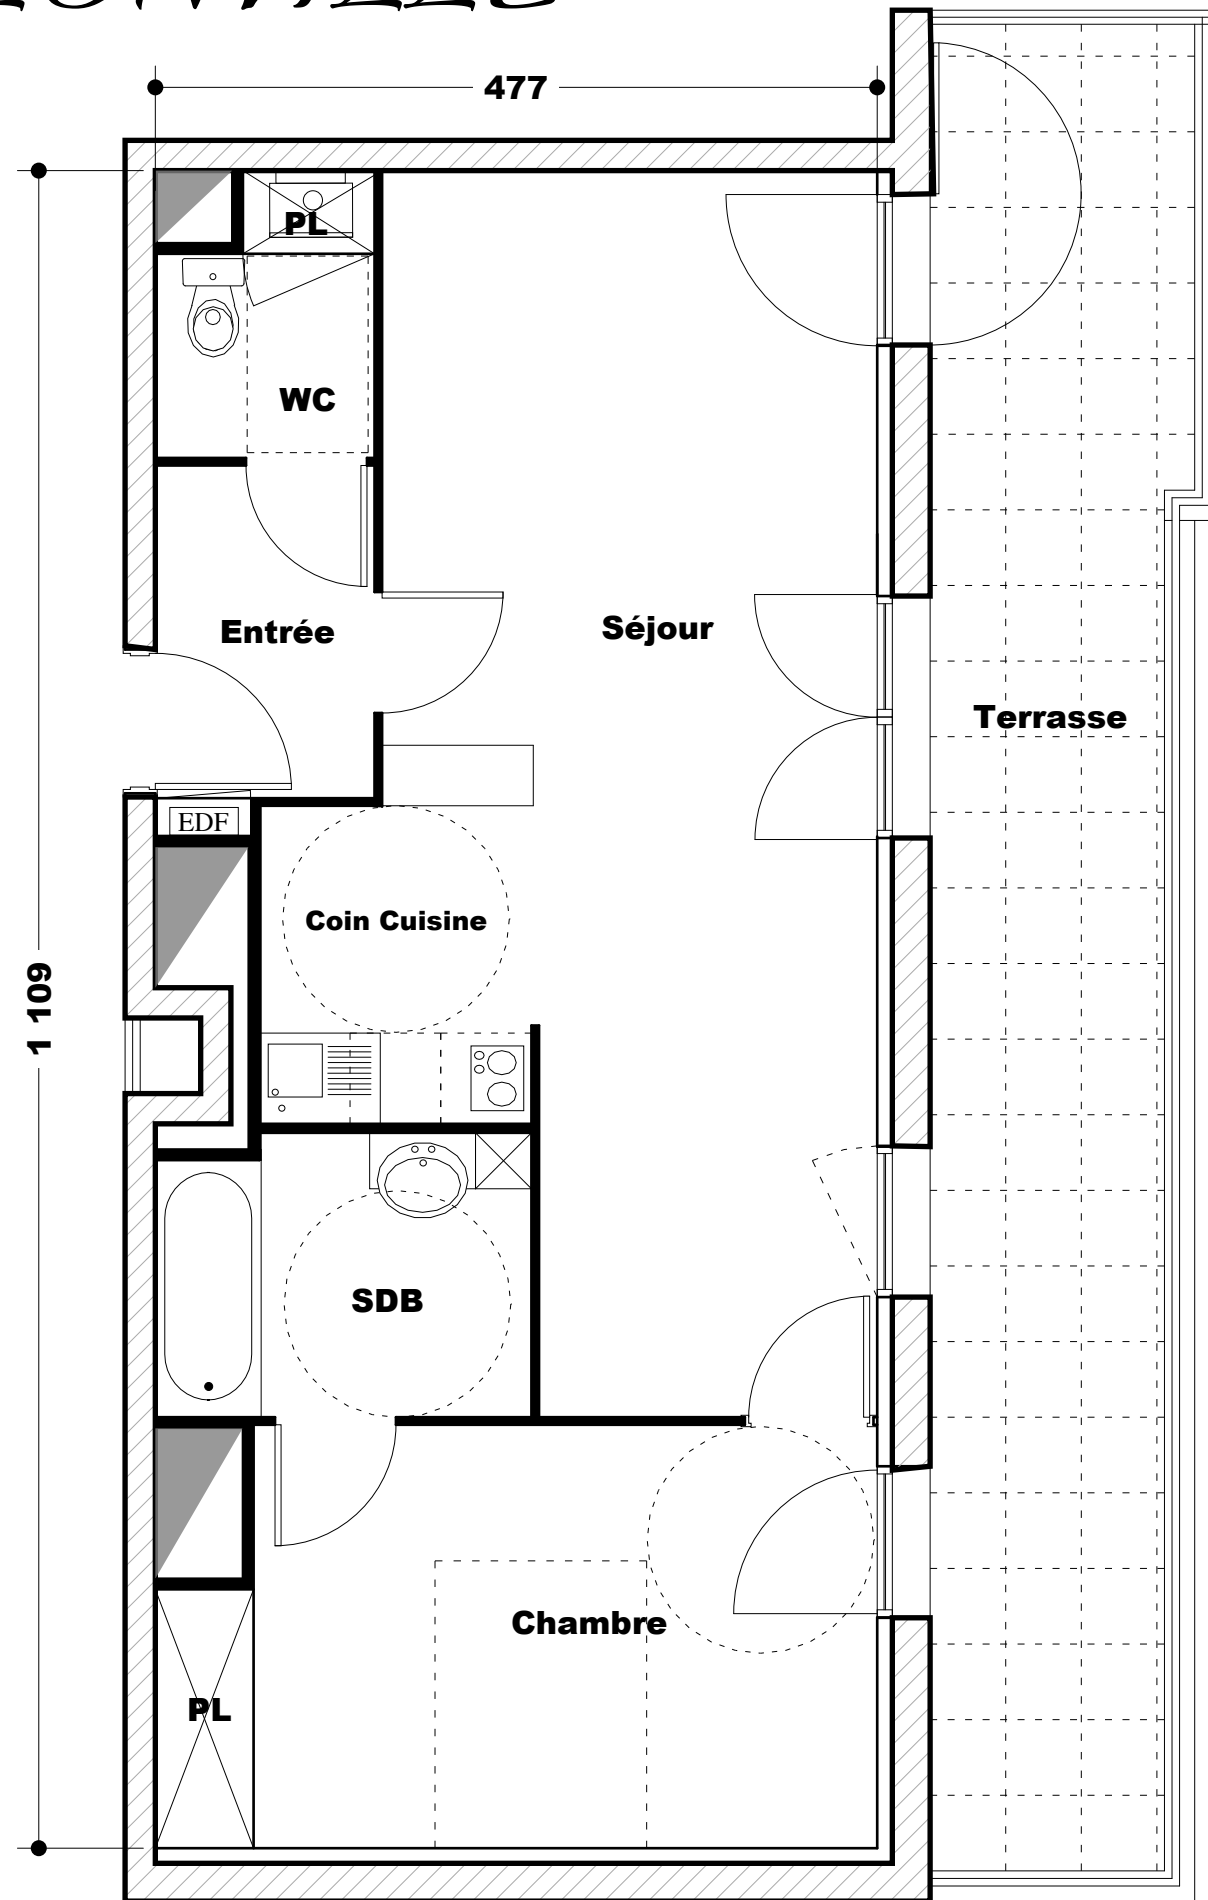 477
PL
WC
Entrée
Séjour
Terrasse
EDF
Coin Cuisine
1 109
SDB
Chambre
PL